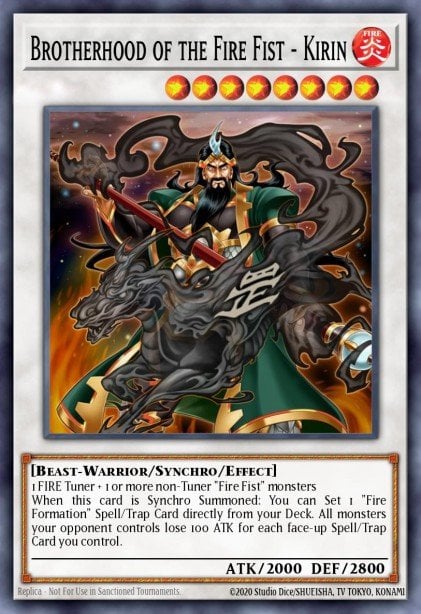 Brotherhood of the Fire Fist - Kirin
FIRE
炎
[Beast-Warrior/Synchro/Effect]
1 FIRE Tuner + 1 or more non-Tuner "Fire Fist" monsters
When this card is Synchro Summoned: You can Set 1 "Fire
Formation" Spell/Trap Card directly from your Deck. All monsters
your opponent controls lose 100 ATK for each face-up Spell/Trap
Card you control.
ATK/2000 DEF/2800
Replica - Not For Use in Sanctioned Tournaments.
©2020 Studio Dice/SHUEISHA, TV TOKYO, KONAMI